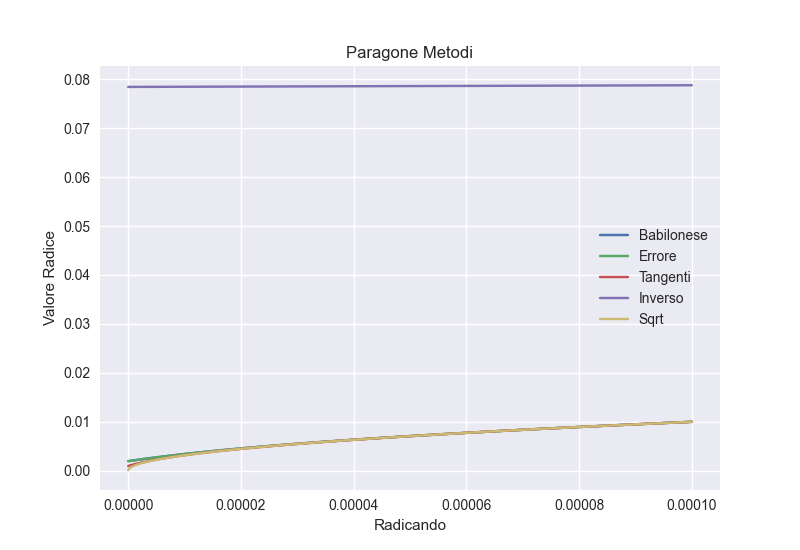 Paragone Metodi
0.08
0.07
0.06
0.05
0.04
0.03
0.02
0.01
0.00
Valore Radice
Babilonese
Errore
Tangenti
Inverso
Sqrt
0.00000 0.00002 0.00004 0.00006 0.00008 0.00010
Radicando